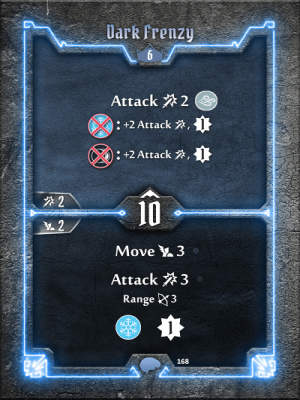 Dark Frenzy
6
Attack 2
: +2 Attack , 1
: +2 Attack , 1
2
10
2
Move 3
Attack 3
Range 3
1
168